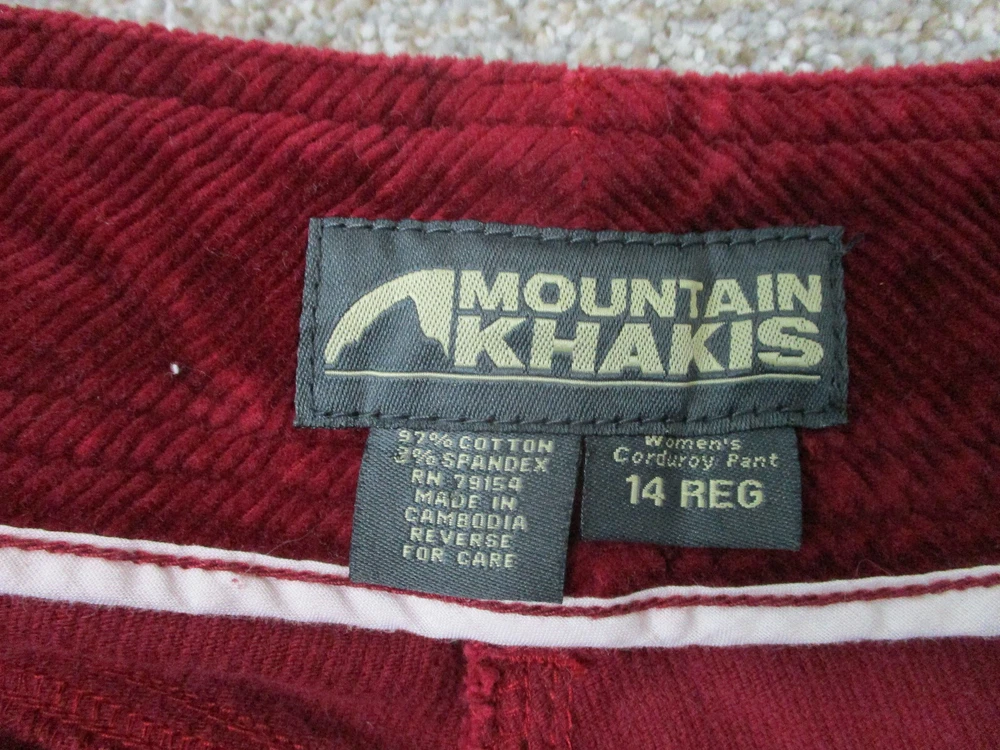 MOUNTAIN
KHAKIS
97% COTTON
3% SPANDEX
RN 79154
MADE IN
CAMBODIA
REVERSE
FOR CARE
Women's
Corduroy Pant
14 REG